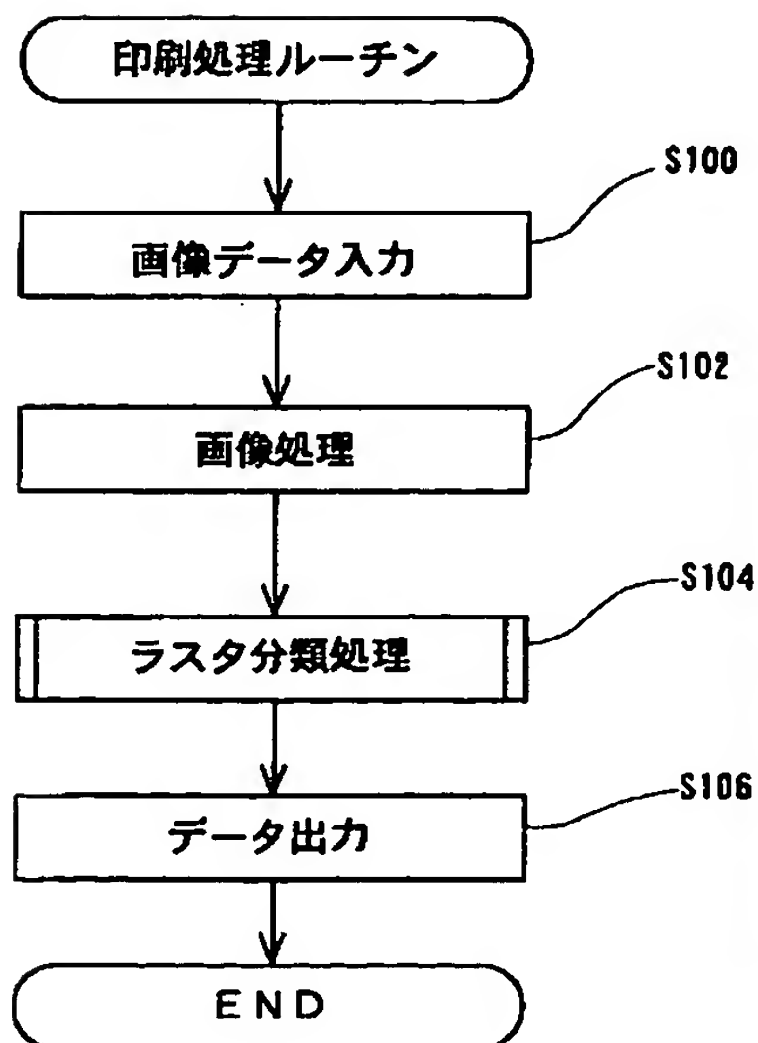 印刷処理ルーチン
S100
画像データ入力
S102
画像処理
S104
ラスタ分類処理
S106
データ出力
END